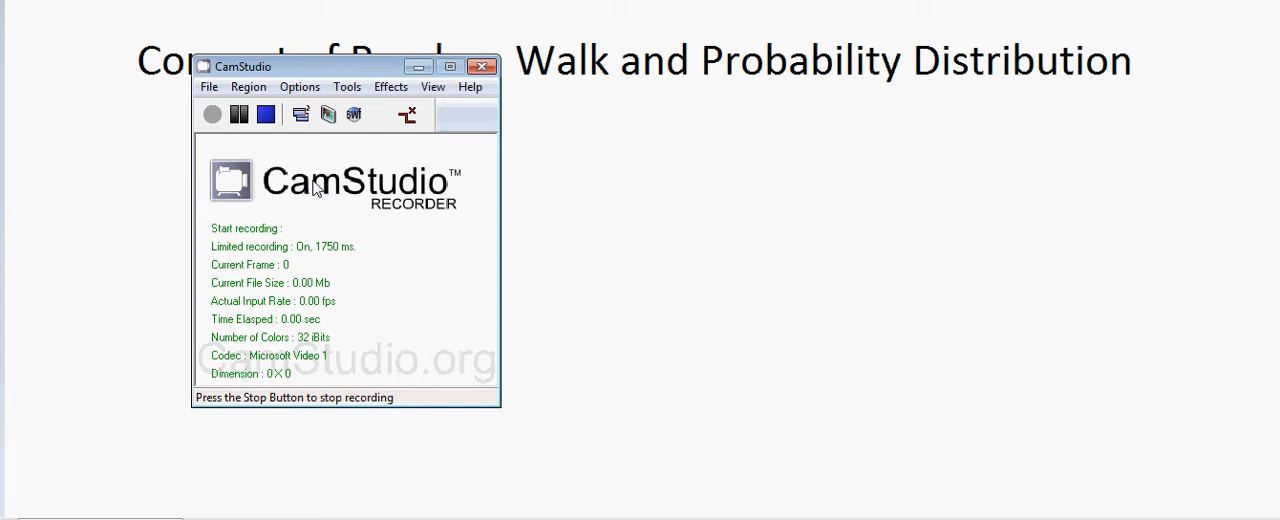 Co Walk and Probability Distribution
CamStudio
File Region Options Tools Effects View Help
CamStudio™
RECORDER
Start recording :
Limited recording : On, 1750 ms.
Current Frame : 0
Current File Size : 0.00 Mb
Actual Input Rate : 0.00 fps
Time Elasped : 0.00 sec
Number of Colors : 32 iBits
Codec : Microsoft Video 1
CamStudio.org
Dimension : 0 X 0
Press the Stop Button to stop recording